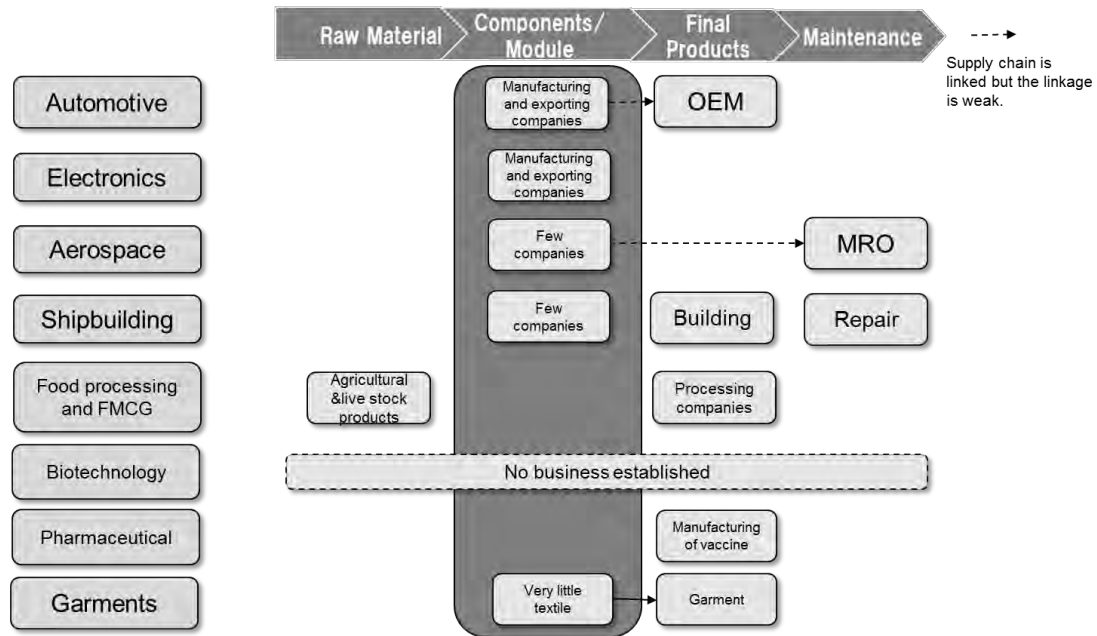 Raw Material
Components/
Module
Final
Products
Maintenance
Supply chain is
linked but the linkage
is weak.
Automotive
Manufacturing
and exporting
companies
OEM
Electronics
Manufacturing
and exporting
companies
Aerospace
Few
companies
MRO
Shipbuilding
Few
companies
Building
Repair
Food processing
and FMCG
Agricultural
&live stock
products
Processing
companies
Biotechnology
No business established
Pharmaceutical
Manufacturing
of vaccine
Garments
Very little
textile
Garment